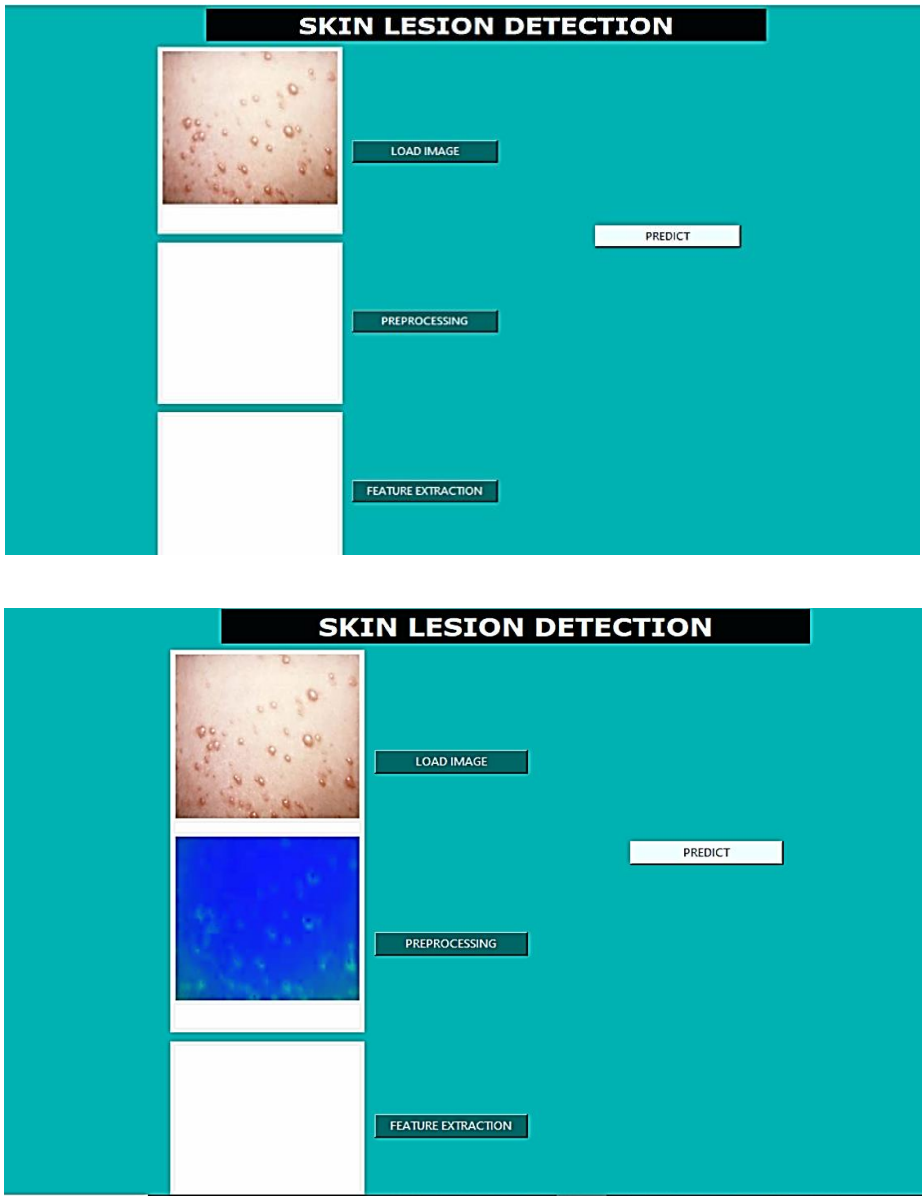 SKIN LESION DETECTION
LOAD IMAGE
PREDICT
PREPROCESSING
FEATURE EXTRACTION
SKIN LESION DETECTION
LOAD IMAGE
PREDICT
PREPROCESSING
FEATURE EXTRACTION